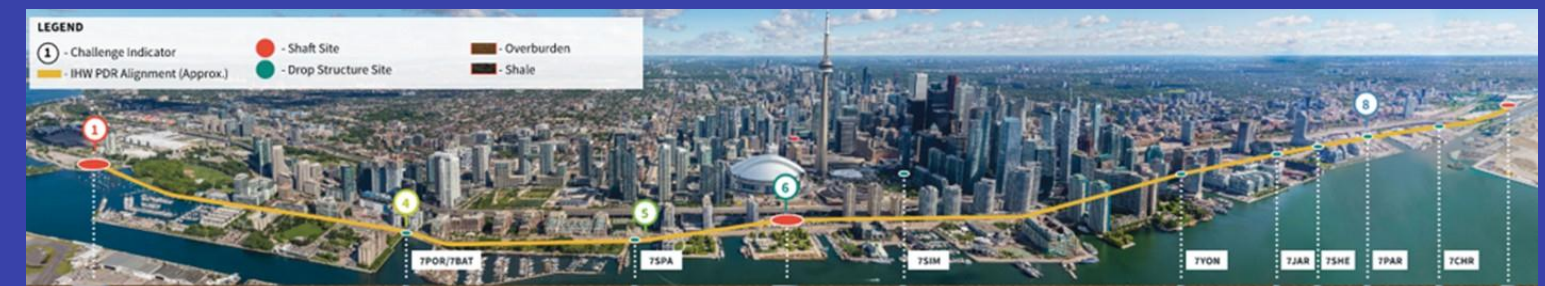 LEGEND
1 - Challenge Indicator
- IHW PDR Alignment (Approx.)
- Shaft Site
- Drop Structure Site
- Overburden
- Shale
1
4
5
6
8
7POR/7BAT
7SPA
7SIM
7YON
7JAR
7SHE
7PAR
7CHR